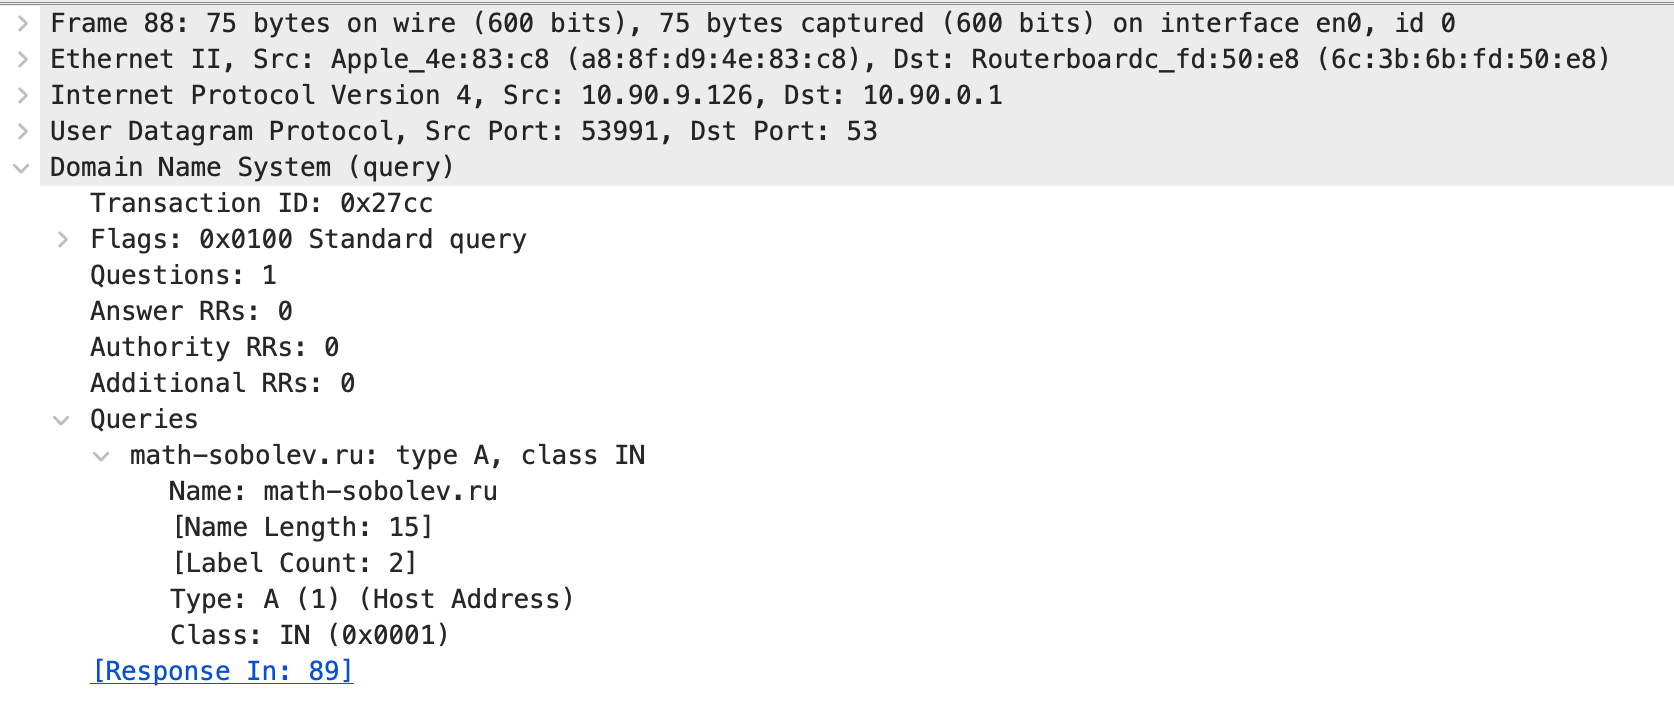 Frame 88: 75 bytes on wire (600 bits), 75 bytes captured (600 bits) on interface en0, id 0
Ethernet II, Src: Apple_4e:83:c8 (a8:8f:d9:4e:83:c8), Dst: Routerboardc_fd:50:e8 (6c:3b:6b:fd:50:e8)
Internet Protocol Version 4, Src: 10.90.9.126, Dst: 10.90.0.1
User Datagram Protocol, Src Port: 53991, Dst Port: 53
Domain Name System (query)
Transaction ID: 0x27cc
Flags: 0x0100 Standard query
Questions: 1
Answer RRs: 0
Authority RRs: 0
Additional RRs: 0
Queries
math-sobolev.ru: type A, class IN
Name: math-sobolev.ru
[Name Length: 15]
[Label Count: 2]
Type: A (1) (Host Address)
Class: IN (0x0001)
[Response In: 89]